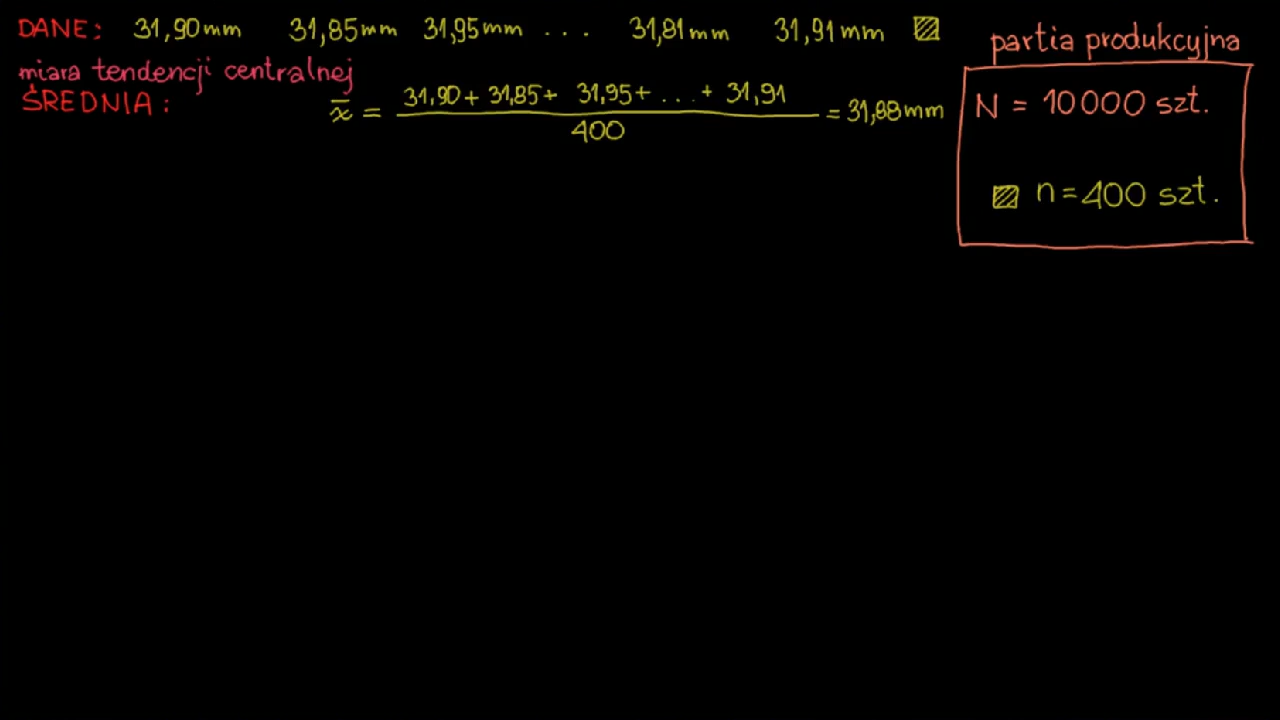 DANE: 31,90mm 31,85mm 31,95mm ... 31,81mm 31,91mm
miara tendencji centralnej
ŚREDNIA:
x̄ = 31,90+ 31,85+ 31,95+ ... + 31,91 / 400 = 31,88mm
partia produkcyjna
N = 10000 szt.
n=400 szt.